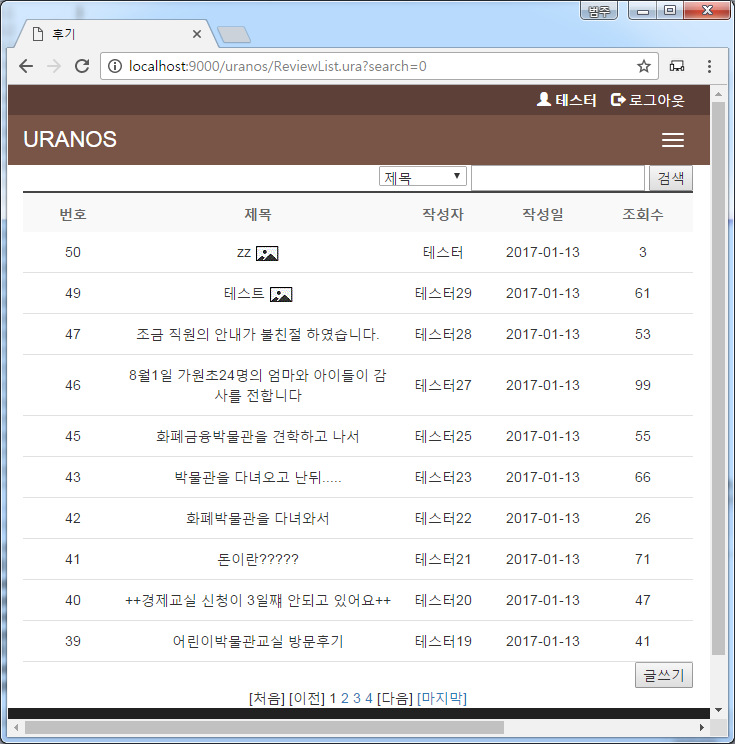 범주
후기
localhost:9000/uranos/ReviewList.ura?search=0
테스터 로그아웃
URANOS
제목 검색
번호 제목 작성자 작성일 조회수
50 zz 테스터 2017-01-13 3
49 테스트 테스터29 2017-01-13 61
47 조금 직원의 안내가 불친절 하였습니다. 테스터28 2017-01-13 53
46 8월1일 가원초24명의 엄마와 아이들이 감 테스터27 2017-01-13 99
사를 전합니다
45 화폐금융박물관을 견학하고 나서 테스터25 2017-01-13 55
43 박물관을 다녀오고 난뒤..... 테스터23 2017-01-13 66
42 화폐박물관을 다녀와서 테스터22 2017-01-13 26
41 돈이란????? 테스터21 2017-01-13 71
40 ++경제교실 신청이 3일째 안되고 있어요++ 테스터20 2017-01-13 47
39 어린이박물관교실 방문후기 테스터19 2017-01-13 41
글쓰기
[처음] [이전] 1 2 3 4 [다음] [마지막]